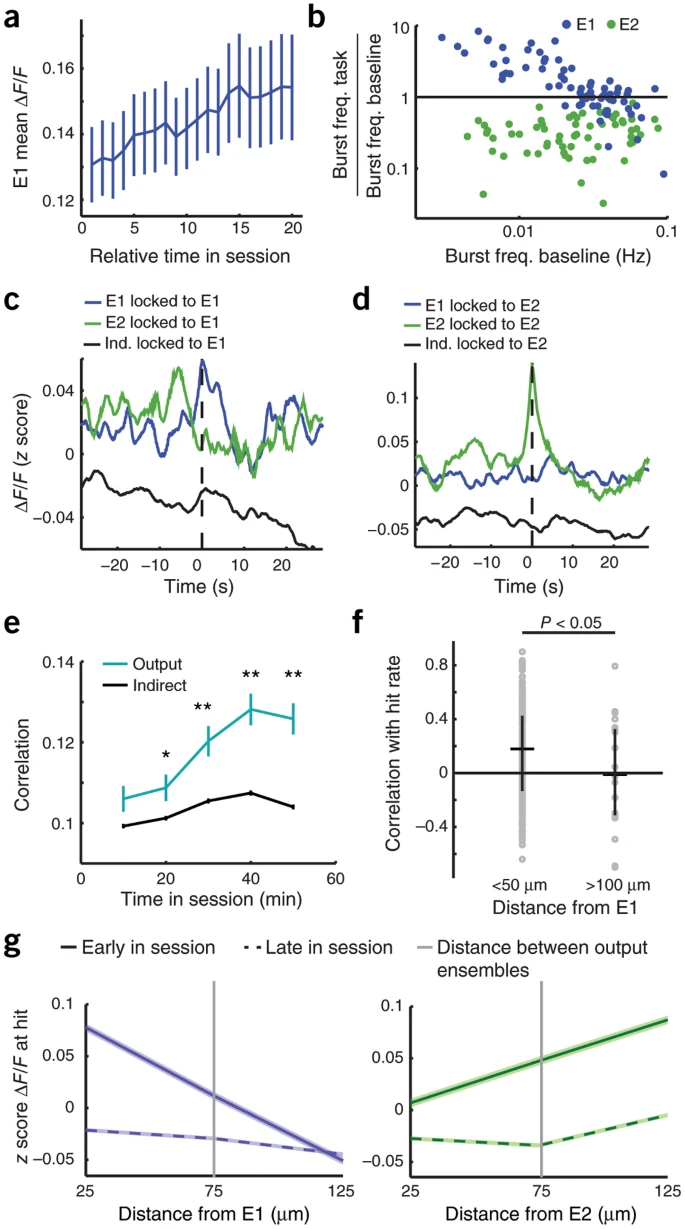 a
E1 mean ΔF/F
0.16
0.14
0.12
0
5
10
15
20
Relative time in session
b
E1
E2
Burst freq. task
Burst freq. baseline
10
1
0.1
0.01
0.1
Burst freq. baseline (Hz)
c
E1 locked to E1
E2 locked to E1
Ind. locked to E1
ΔF/F (z score)
0.04
0
−0.04
−20
−10
0
10
20
Time (s)
d
E1 locked to E2
E2 locked to E2
Ind. locked to E2
0.1
0.05
0
−0.05
−20
−10
0
10
20
Time (s)
e
Output
Indirect
Correlation
0.14
0.12
0.1
*
**
**
**
0
20
40
60
Time in session (min)
f
P < 0.05
Correlation with hit rate
0.8
0.4
0
−0.4
<50 μm
>100 μm
Distance from E1
g
Early in session
Late in session
Distance between output
ensembles
z score ΔF/F at hit
0.1
0.05
0
−0.05
25
75
125
Distance from E1 (μm)
0.1
0.05
0
−0.05
25
75
125
Distance from E2 (μm)